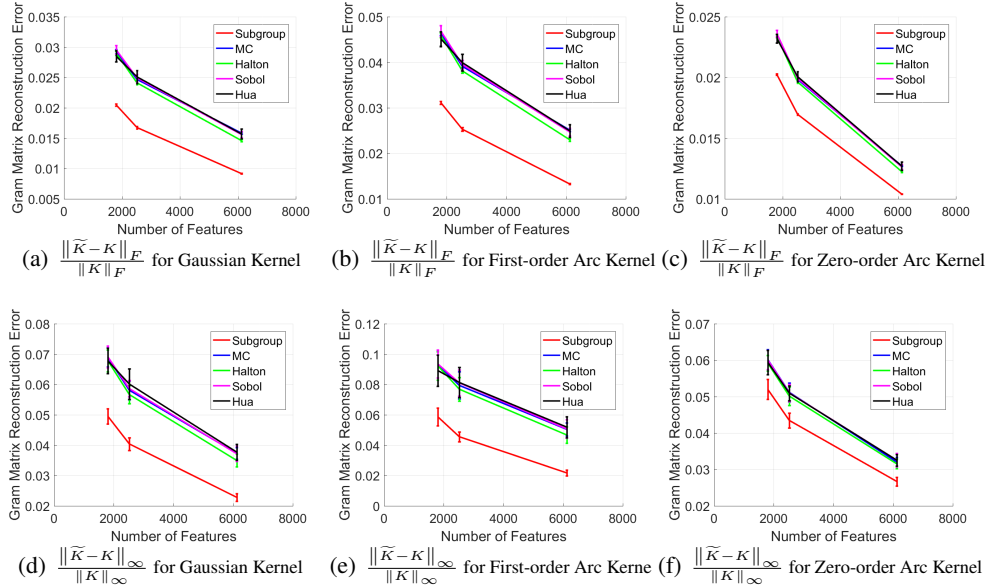 Gram Matrix Reconstruction Error
0.035
0.03
0.025
0.02
0.015
0.01
0.005
0 2000 4000 6000 8000
Number of Features
Subgroup
MC
Halton
Sobol
Hua
(a) ||K̃−K||_F / ||K||_F for Gaussian Kernel
Gram Matrix Reconstruction Error
0.05
0.04
0.03
0.02
0.01
0 2000 4000 6000 8000
Number of Features
Subgroup
MC
Halton
Sobol
Hua
(b) ||K̃−K||_F / ||K||_F for First-order Arc Kernel
Gram Matrix Reconstruction Error
0.025
0.02
0.015
0.01
0 2000 4000 6000 8000
Number of Features
Subgroup
MC
Halton
Sobol
Hua
(c) ||K̃−K||_F / ||K||_F for Zero-order Arc Kernel
Gram Matrix Reconstruction Error
0.08
0.07
0.06
0.05
0.04
0.03
0.02
0 2000 4000 6000 8000
Number of Features
Subgroup
MC
Halton
Sobol
Hua
(d) ||K̃−K||_∞ / ||K||_∞ for Gaussian Kernel
Gram Matrix Reconstruction Error
0.12
0.1
0.08
0.06
0.04
0.02
0
0 2000 4000 6000 8000
Number of Features
Subgroup
MC
Halton
Sobol
Hua
(e) ||K̃−K||_∞ / ||K||_∞ for First-order Arc Kerne
Gram Matrix Reconstruction Error
0.07
0.06
0.05
0.04
0.03
0.02
0 2000 4000 6000 8000
Number of Features
Subgroup
MC
Halton
Sobol
Hua
(f) ||K̃−K||_∞ / ||K||_∞ for Zero-order Arc Kernel